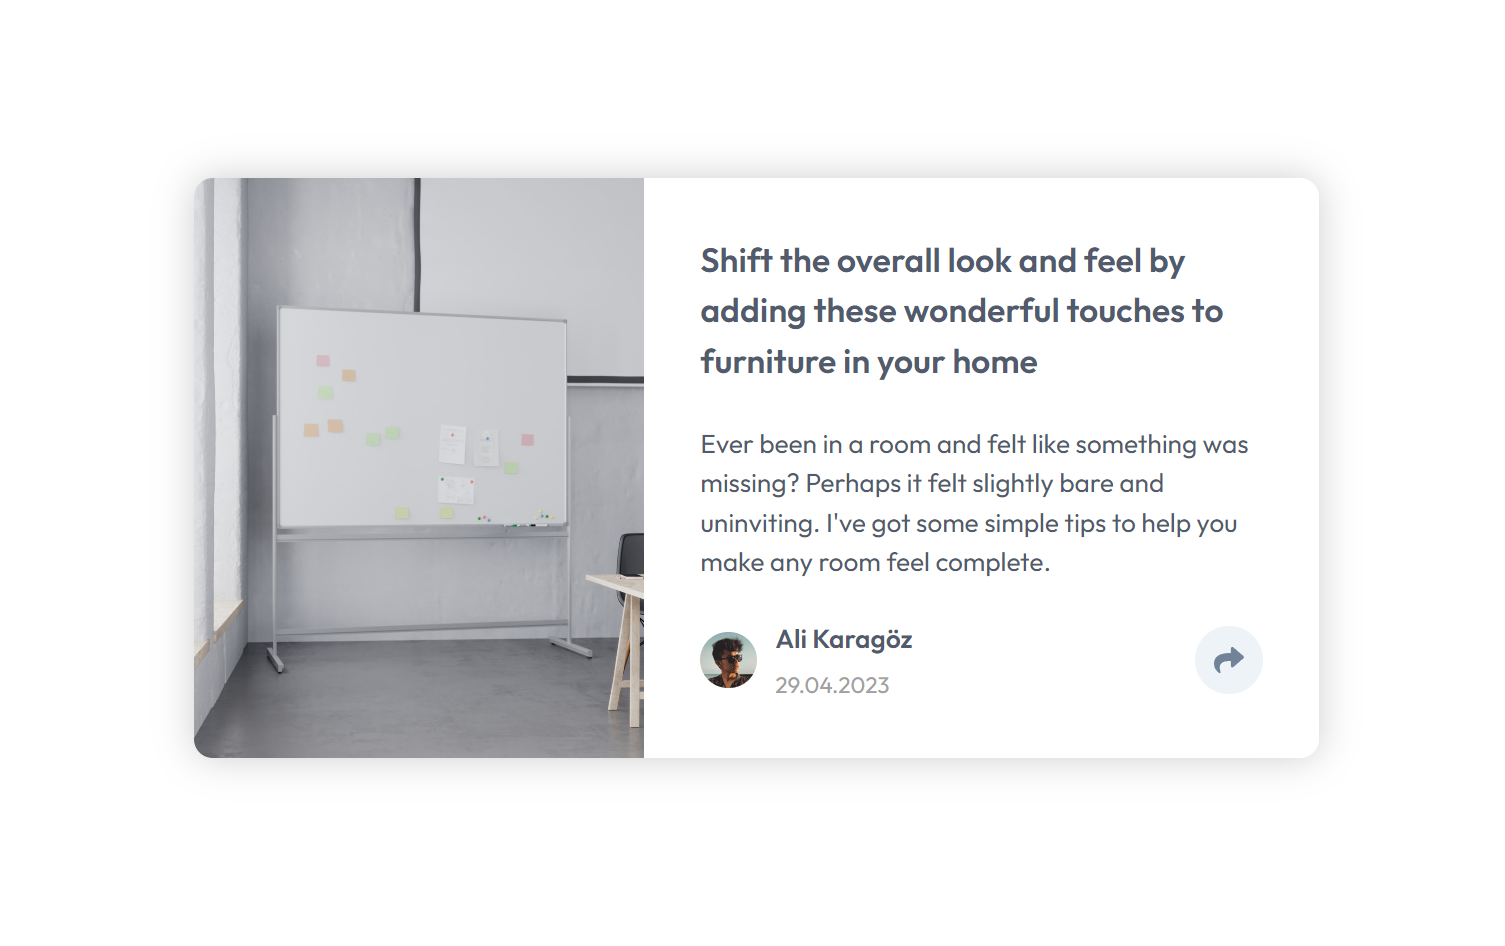 Shift the overall look and feel by
adding these wonderful touches to
furniture in your home
Ever been in a room and felt like something was
missing? Perhaps it felt slightly bare and
uninviting. I've got some simple tips to help you
make any room feel complete.
Ali Karagöz
29.04.2023